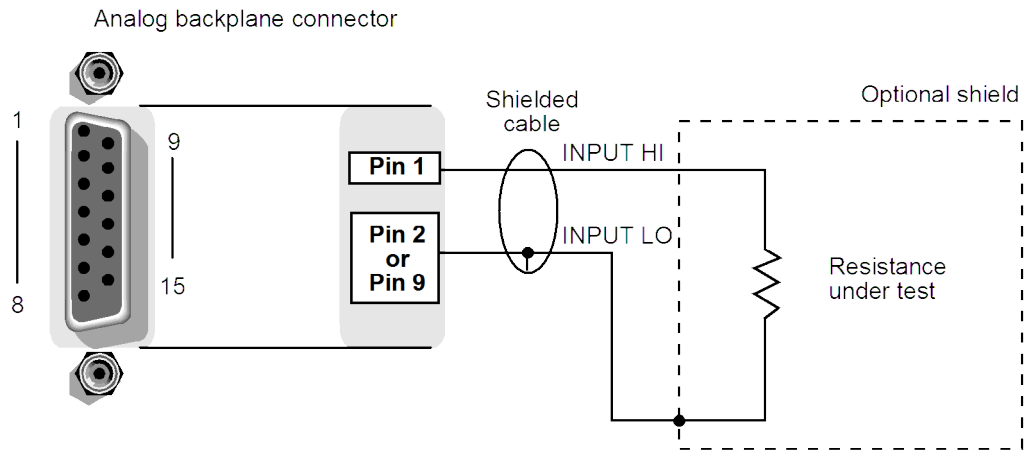 Analog backplane connector
Optional shield
Shielded
cable
1
9
8
15
Pin 1
Pin 2
or
Pin 9
INPUT HI
INPUT LO
Resistance
under test